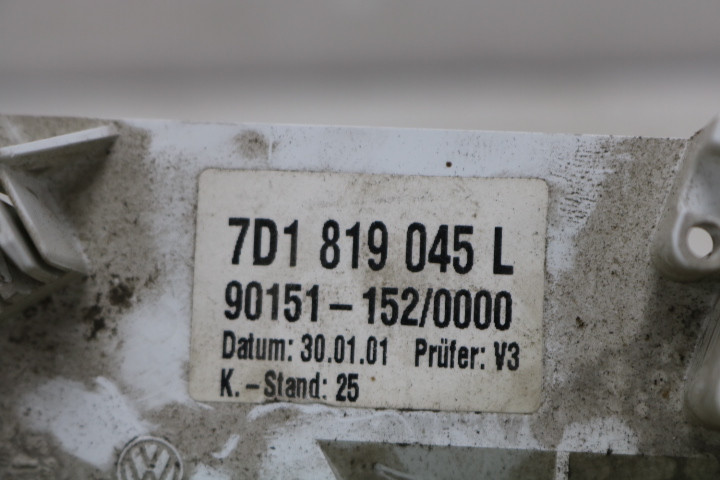 7D1 819 045 L
90151-152/0000
Datum: 30.01.01 Prüfer: V3
K.-Stand: 25